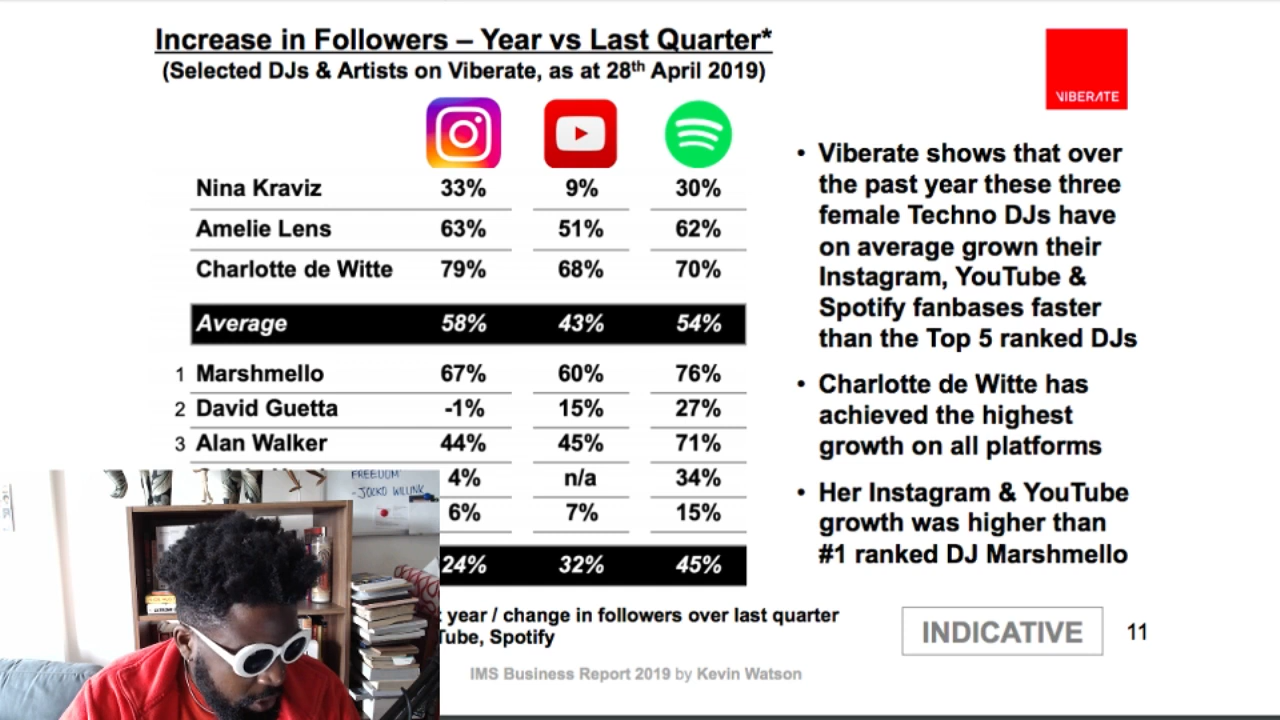 Increase in Followers – Year vs Last Quarter*
(Selected DJs & Artists on Viberate, as at 28th April 2019)
VIBERATE
Nina Kraviz 33% 9% 30%
Amelie Lens 63% 51% 62%
Charlotte de Witte 79% 68% 70%
Average 58% 43% 54%
1 Marshmello 67% 60% 76%
2 David Guetta -1% 15% 27%
3 Alan Walker 44% 45% 71%
4% n/a 34%
6% 7% 15%
24% 32% 45%
year / change in followers over last quarter
Tube, Spotify
• Viberate shows that over
the past year these three
female Techno DJs have
on average grown their
Instagram, YouTube &
Spotify fanbases faster
than the Top 5 ranked DJs
• Charlotte de Witte has
achieved the highest
growth on all platforms
• Her Instagram & YouTube
growth was higher than
#1 ranked DJ Marshmello
INDICATIVE 11
IMS Business Report 2019 by Kevin Watson
FREEDOM"
- JOCKO WILLINK